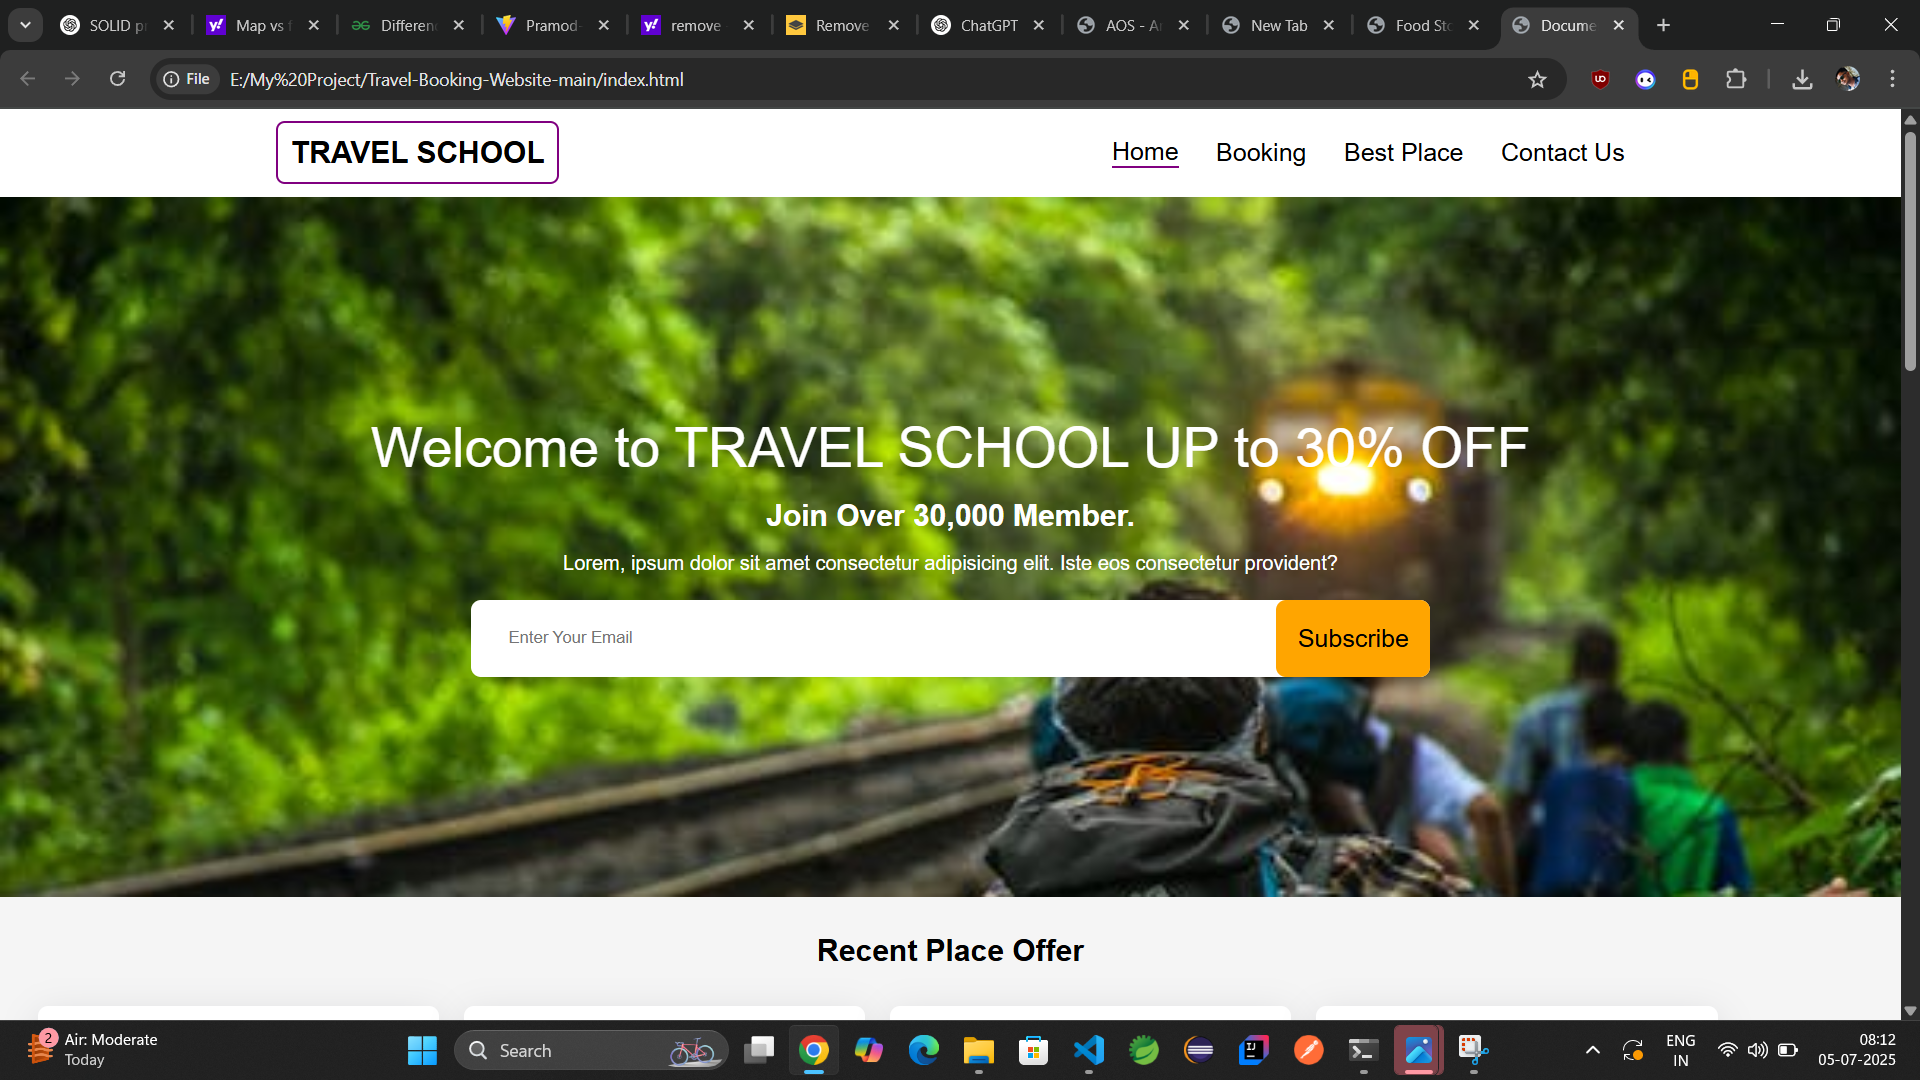 SOLID pr
Map vs f
Differenc
Pramod-
remove
Remove
ChatGPT
AOS - A
New Tab
Food Sto
Docume
File
E:/My%20Project/Travel-Booking-Website-main/index.html
TRAVEL SCHOOL
Home
Booking
Best Place
Contact Us
Welcome to TRAVEL SCHOOL UP to 30% OFF
Join Over 30,000 Member.
Lorem, ipsum dolor sit amet consectetur adipisicing elit. Iste eos consectetur provident?
Enter Your Email
Subscribe
Recent Place Offer
2
Air: Moderate
Today
Search
ENG
IN
08:12
05-07-2025